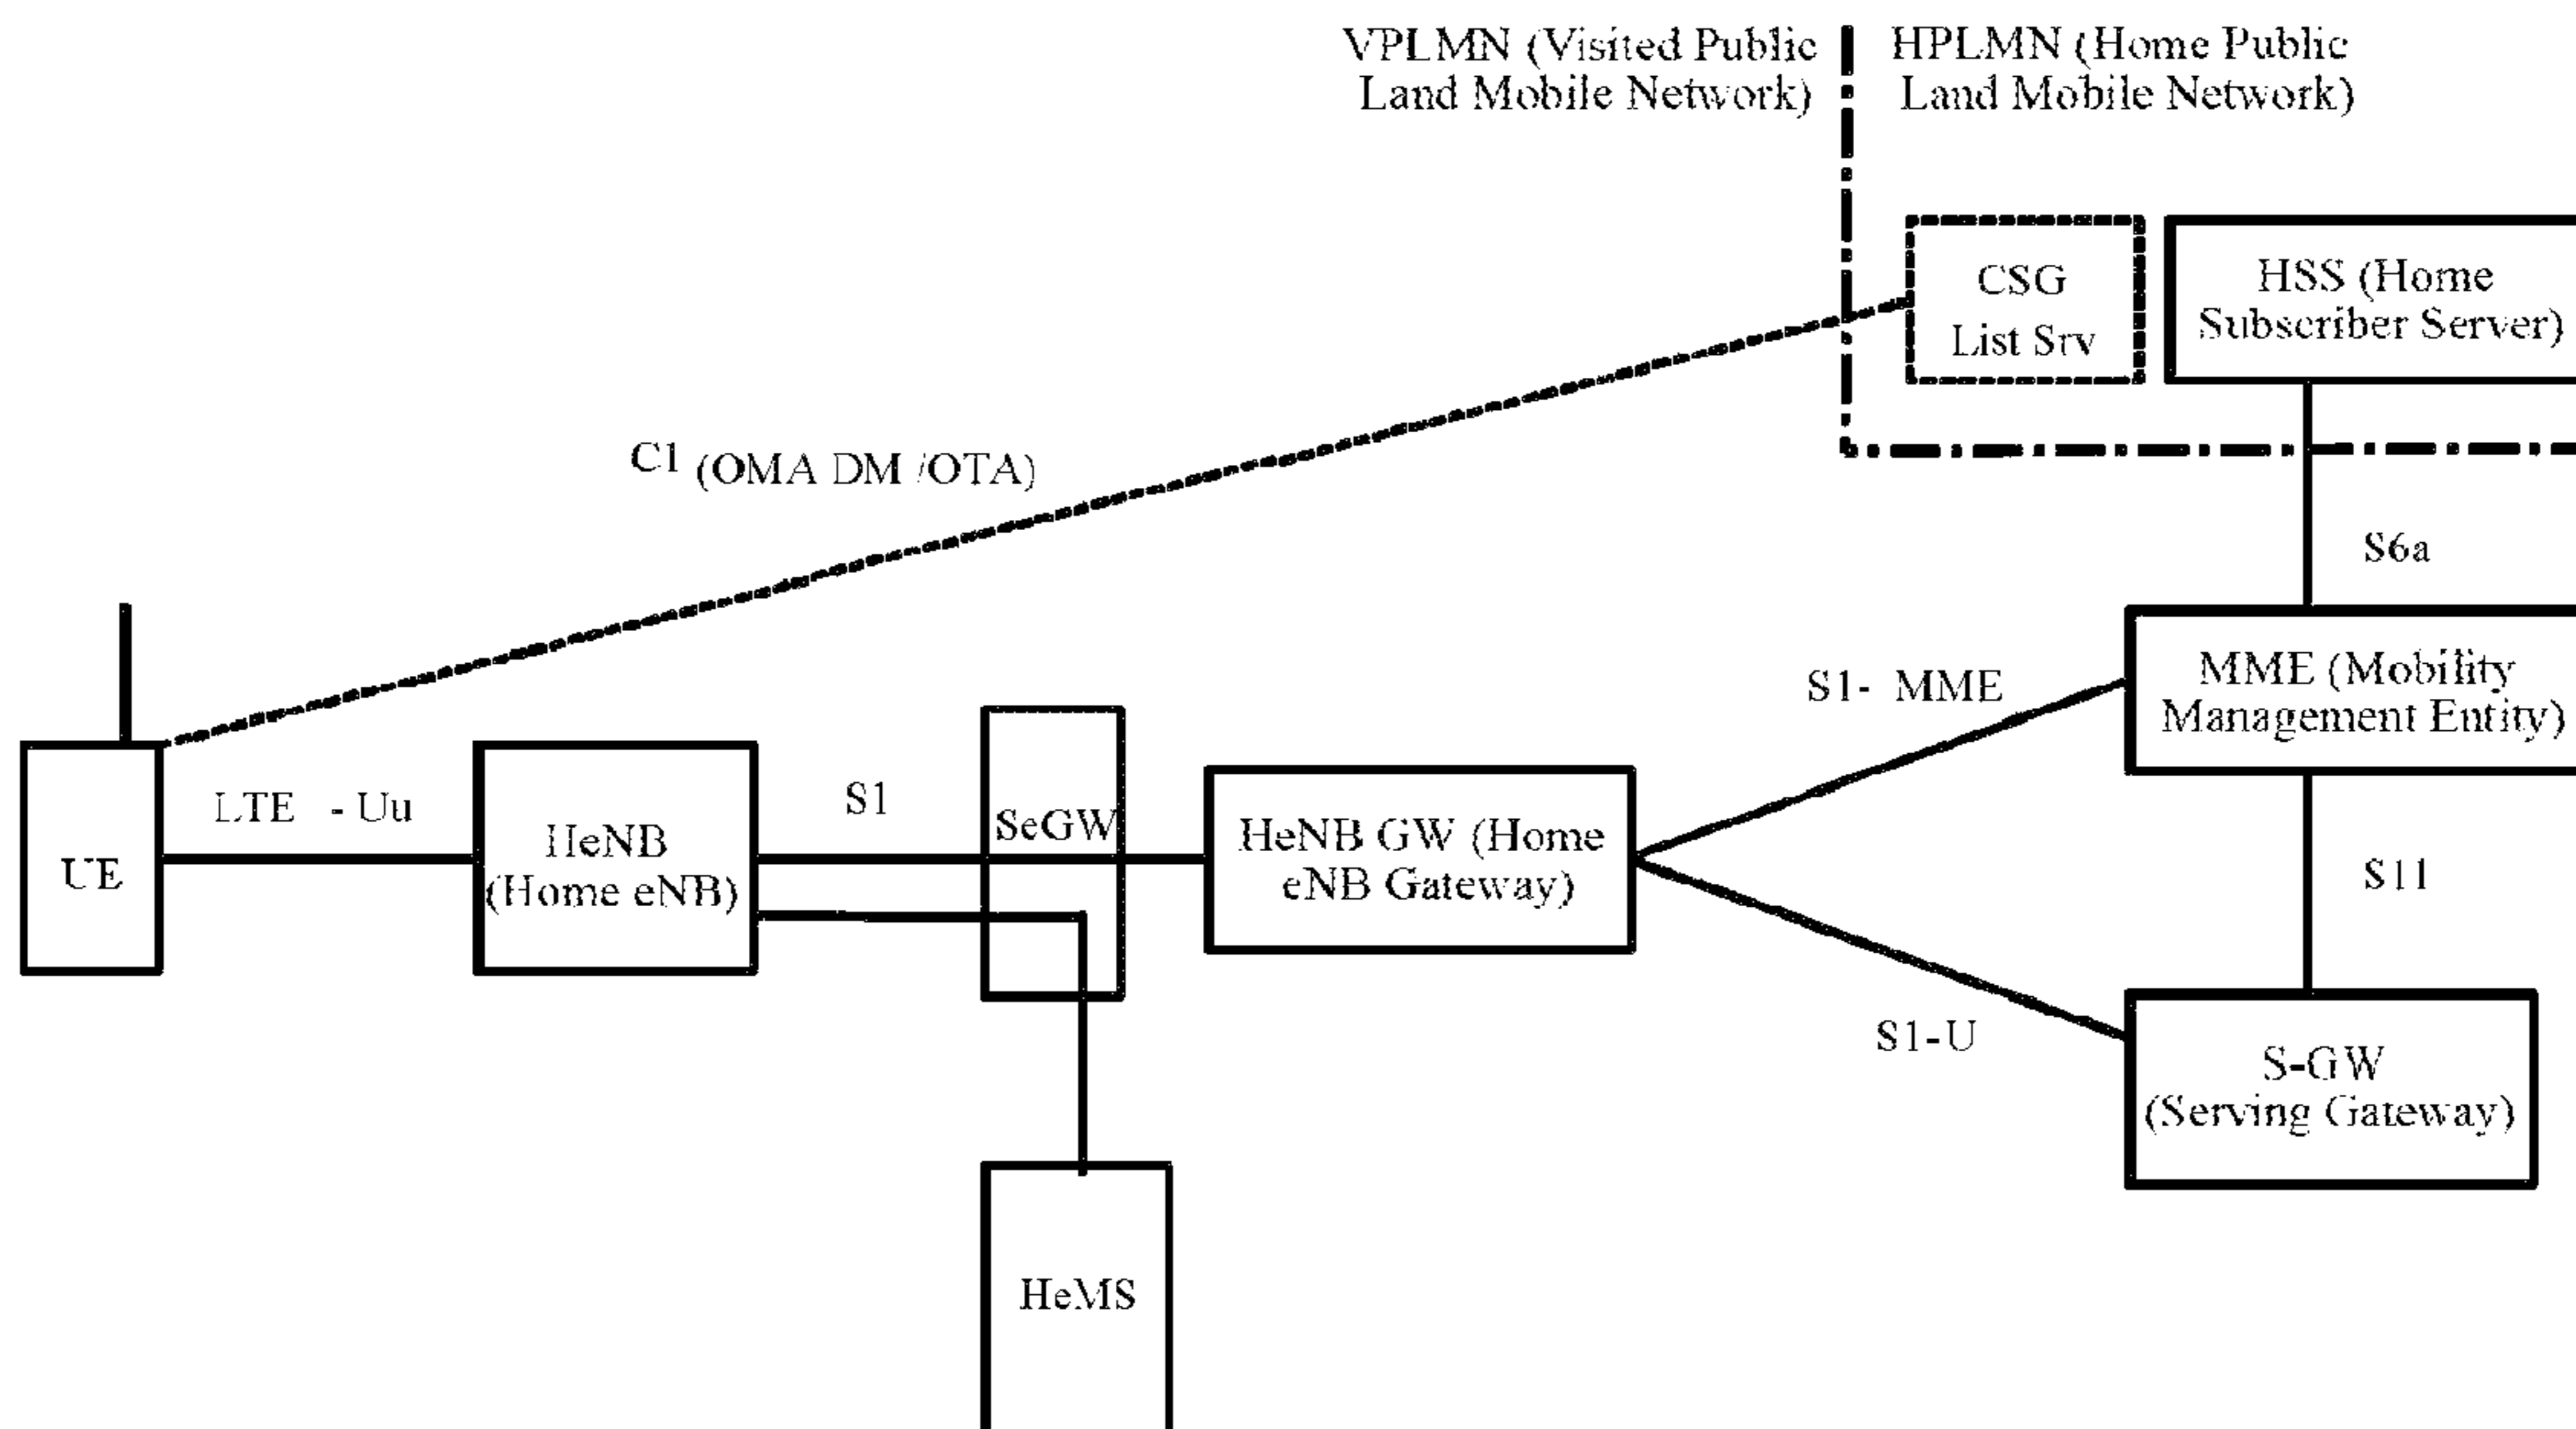 VPLMN (Visited Public
Land Mobile Network)
HPLMN (Home Public
Land Mobile Network)
CSG
List Srv
HSS (Home
Subscriber Server)
C1 (OMA DM /OTA)
S6a
MME (Mobility
Management Entity)
S1- MME
UE
LTE - Uu
HeNB
(Home eNB)
S1
SeGW
HeNB GW (Home
eNB Gateway)
S11
S1-U
S-GW
(Serving Gateway)
HeMS